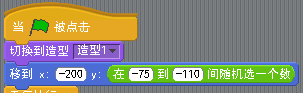 当 被点击
切换到造型 造型1
移到 x: -200 y: 在 -75 到 -110 间随机选一个数